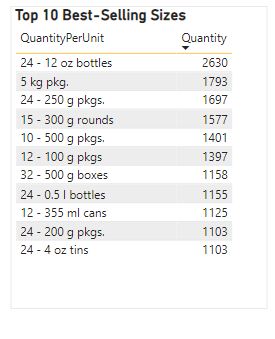 Top 10 Best-Selling Sizes
QuantityPerUnit Quantity
24 - 12 oz bottles 2630
5 kg pkg. 1793
24 - 250 g pkgs. 1697
15 - 300 g rounds 1577
10 - 500 g pkgs. 1401
12 - 100 g pkgs 1397
32 - 500 g boxes 1158
24 - 0.5 l bottles 1155
12 - 355 ml cans 1125
24 - 200 g pkgs. 1103
24 - 4 oz tins 1103